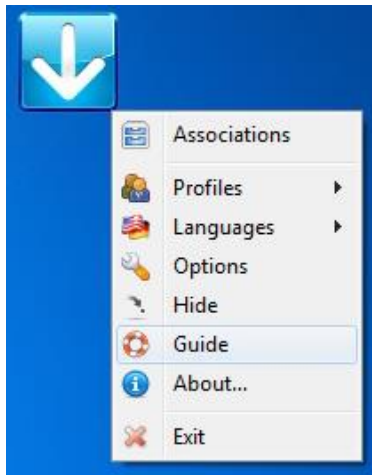 Associations
Profiles
Languages
Options
Hide
Guide
About...
Exit